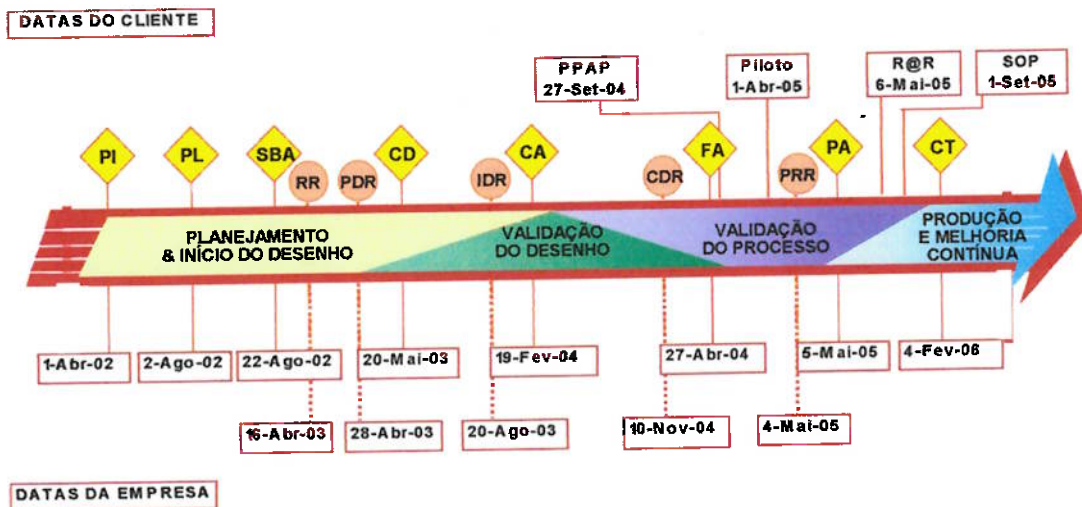 DATAS DO CLIENTE
PPAP
27-Set-04
Piloto
1-Abr-05
R@R
6-Mai-05
SOP
1-Set-05
PI
PL
SBA
RR
PDR
CD
IDR
CA
CDR
FA
PRR
PA
CT
PLANEJAMENTO
& INÍCIO DO DESENHO
VALIDAÇÃO
DO DESENHO
VALIDAÇÃO
DO PROCESSO
PRODUÇÃO
E MELHÓRIA
CONTÍNUA
1-Abr-02
2-Ago-02
22-Ago-02
20-Mai-03
19-Fev-04
27-Abr-04
5-Mai-05
4-Fev-06
16-Abr-03
28-Abr-03
20-Ago-03
10-Nov-04
4-Mai-05
DATAS DA EMPRESA